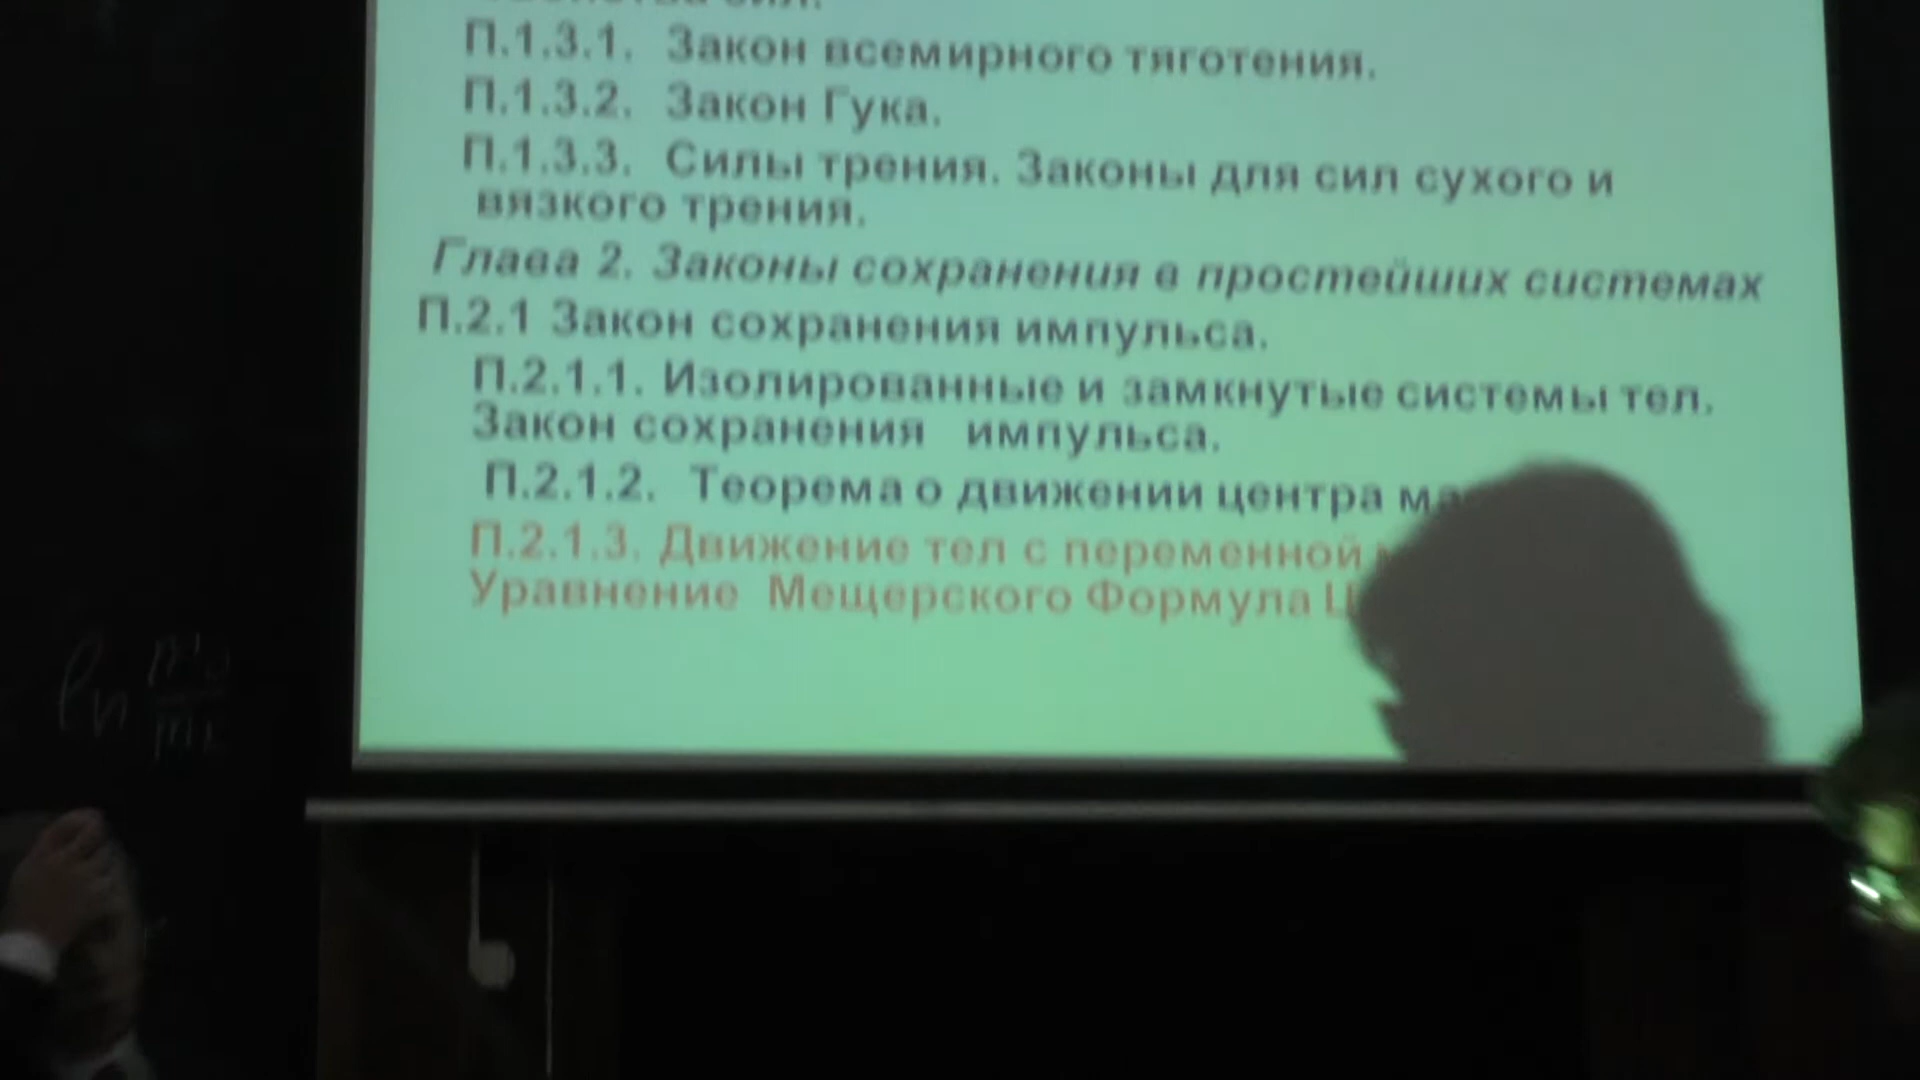 сил.
П.1.3.1. Закон всемирного тяготения.
П.1.3.2. Закон Гука.
П.1.3.3. Силы трения. Законы для сил сухого и
вязкого трения.
Глава 2. Законы сохранения в простейших системах
П.2.1 Закон сохранения импульса.
П.2.1.1. Изолированные и замкнутые системы тел.
Закон сохранения импульса.
П.2.1.2. Теорема о движении центра
П.2.1.3. Движение тел с переменной
Уравнение Мещерского Формула
ln m₀